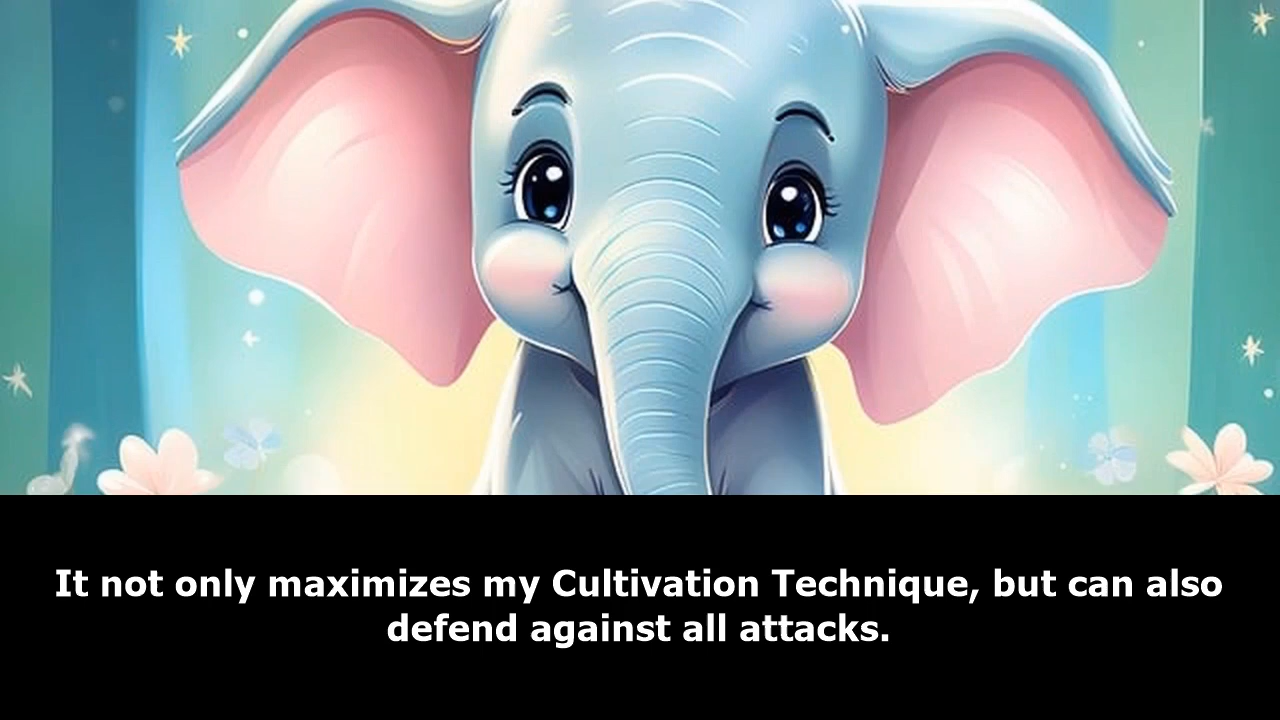 It not only maximizes my Cultivation Technique, but can also
defend against all attacks.